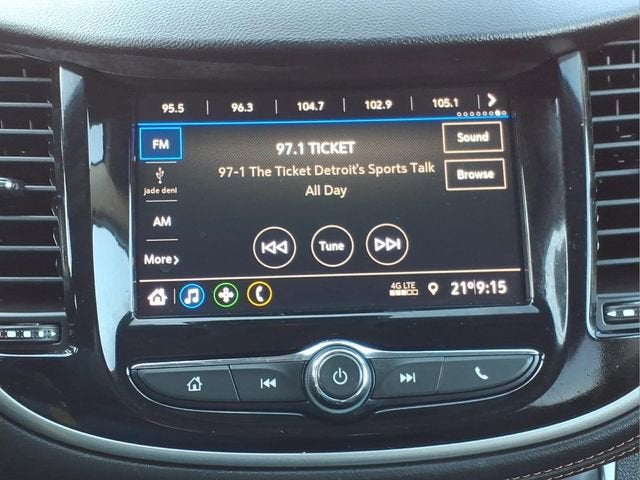 95.5 96.3 104.7 102.9 105.1
FM
97.1 TICKET
Sound
97-1 The Ticket Detroit's Sports Talk
All Day
Browse
jade deni
AM
Tune
More
4G LTE
21° 9:15